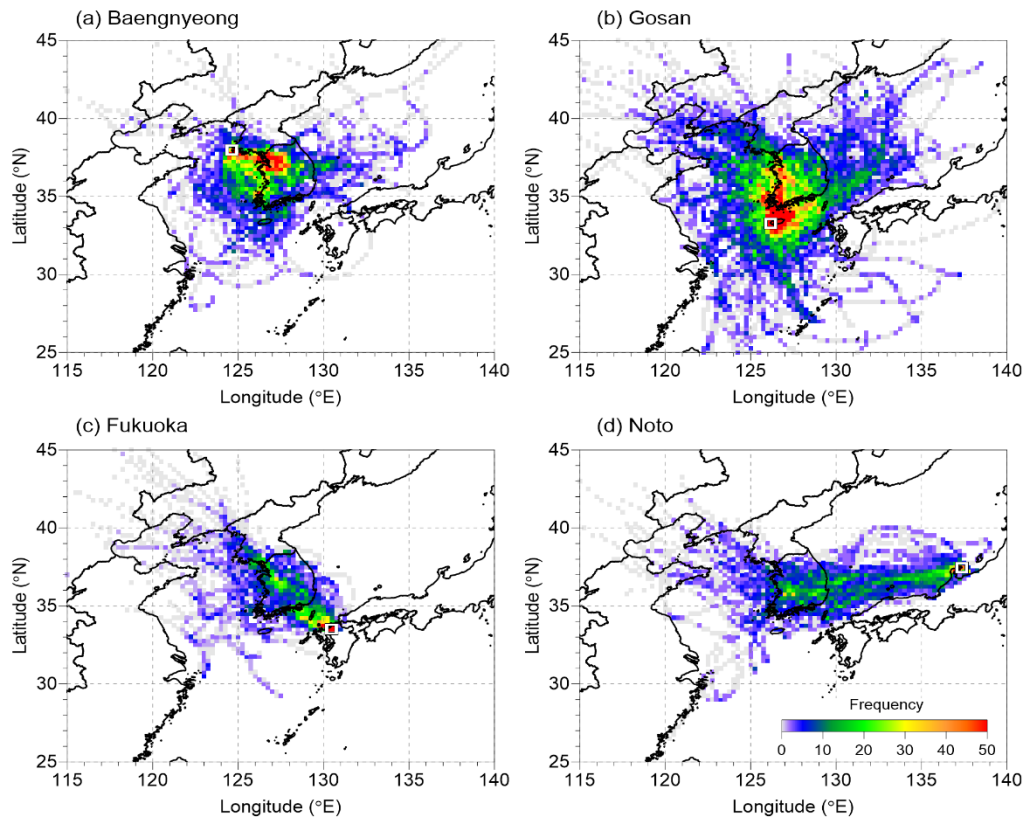 (a) Baengnyeong
(b) Gosan
45
40
35
30
25
Latitude (°N)
115 120 125 130 135 140
Longitude (°E)
45
40
35
30
25
Latitude (°N)
115 120 125 130 135 140
Longitude (°E)
(c) Fukuoka
(d) Noto
45
40
35
30
25
Latitude (°N)
115 120 125 130 135 140
Longitude (°E)
45
40
35
30
25
Latitude (°N)
Frequency
0 10 20 30 40 50
115 120 125 130 135 140
Longitude (°E)